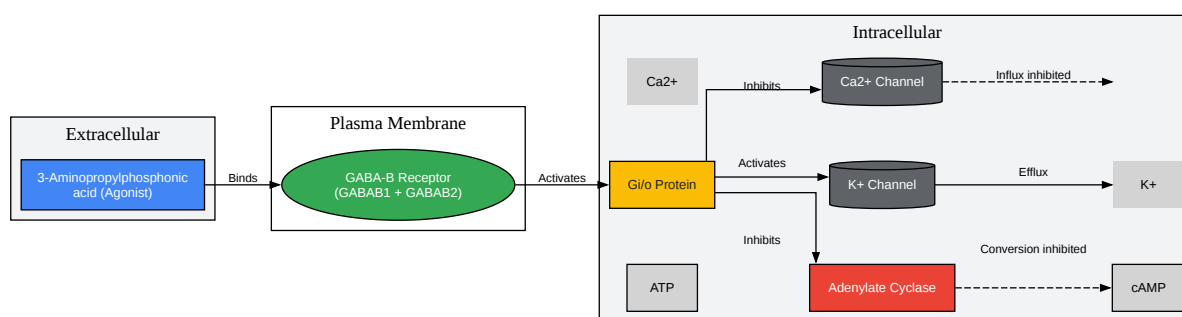 Intracellular
Ca2+
Inhibits
Ca2+ Channel
Influx inhibited
Extracellular
Plasma Membrane
3-Aminopropylphosphonic
acid (Agonist)
Binds
GABA-B Receptor
(GABAB1 + GABAB2)
Activates
Gi/o Protein
Activates
K+ Channel
Efflux
K+
Inhibits
Conversion inhibited
ATP
Adenylate Cyclase
cAMP